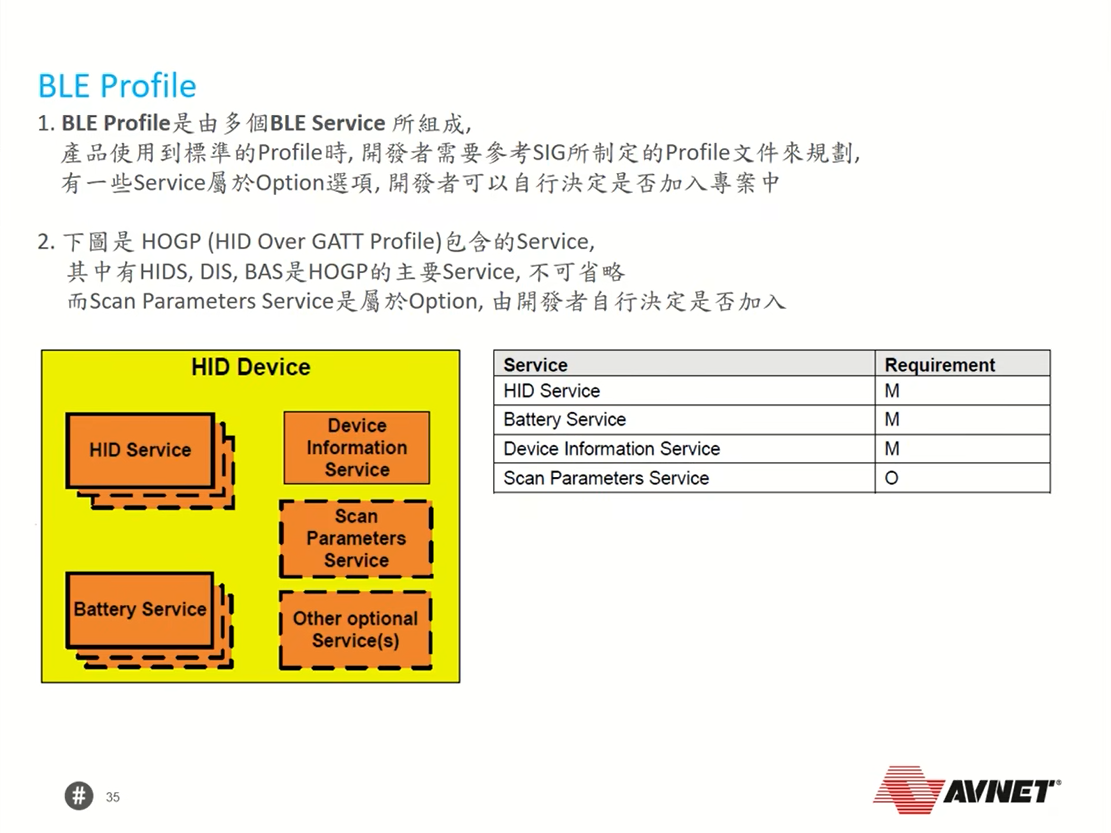 BLE Profile
1. BLE Profile是由多個BLE Service 所組成,
產品使用到標準的Profile時, 開發者需要參考SIG所制定的Profile文件來規劃,
有一些Service屬於Option選項, 開發者可以自行決定是否加入專案中
2. 下圖是 HOGP (HID Over GATT Profile)包含的Service,
其中有HIDS, DIS, BAS是HOGP的主要Service, 不可省略
而Scan Parameters Service是屬於Option, 由開發者自行決定是否加入
HID Device
HID Service
Device
Information
Service
Scan
Parameters
Service
Battery Service
Other optional
Service(s)
Service Requirement
HID Service M
Battery Service M
Device Information Service M
Scan Parameters Service O
# 35
AVNET®